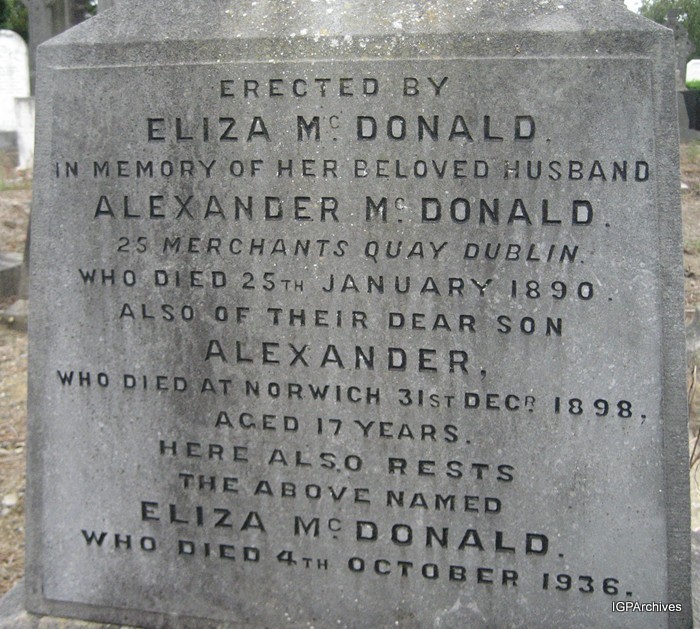 ERECTED BY
ELIZA Mc DONALD.
IN MEMORY OF HER BELOVED HUSBAND
ALEXANDER Mc DONALD.
25 MERCHANTS QUAY DUBLIN.
WHO DIED 25TH JANUARY 1890.
ALSO OF THEIR DEAR SON
ALEXANDER,
WHO DIED AT NORWICH 31ST DECR 1898,
AGED 17 YEARS.
HERE ALSO RESTS
THE ABOVE NAMED
ELIZA Mc DONALD.
WHO DIED 4TH OCTOBER 1936.
IGPArchives